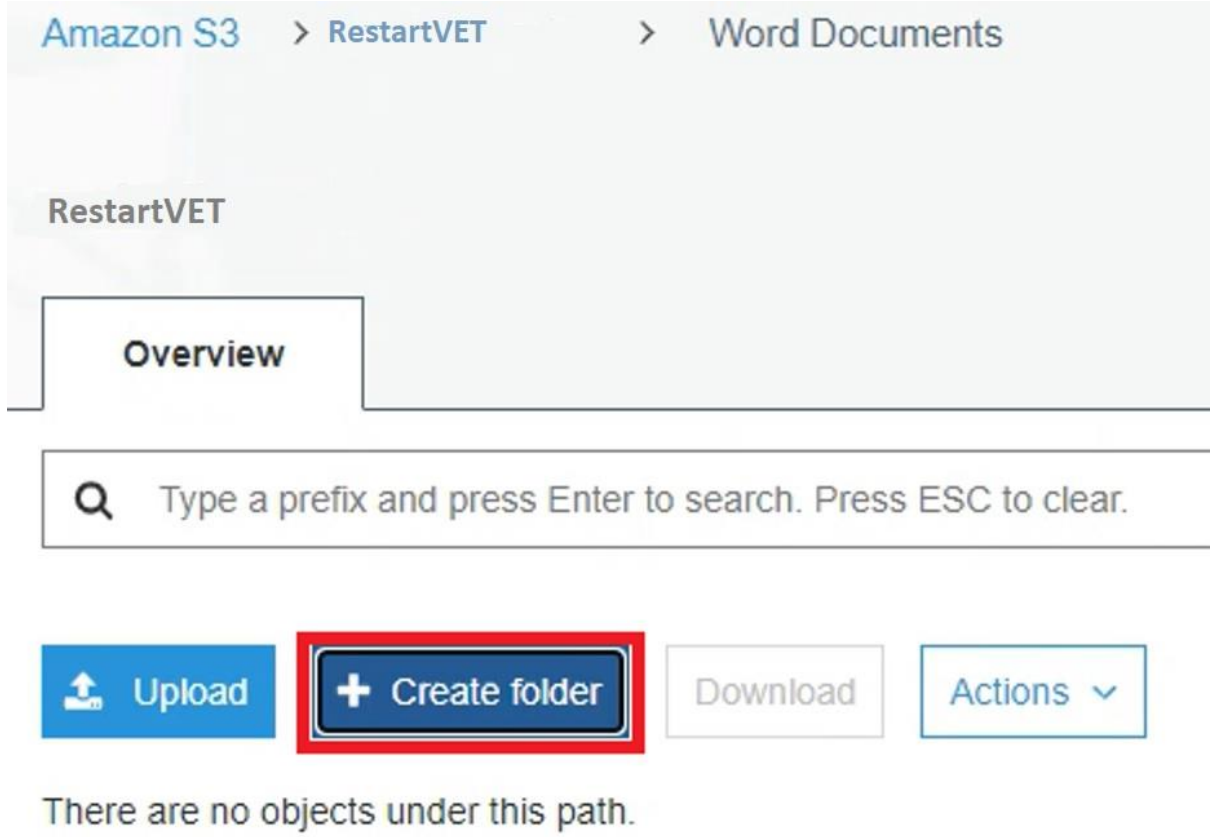 Amazon S3 > RestartVET > Word Documents
RestartVET
Overview
Type a prefix and press Enter to search. Press ESC to clear.
Upload + Create folder Download Actions
There are no objects under this path.